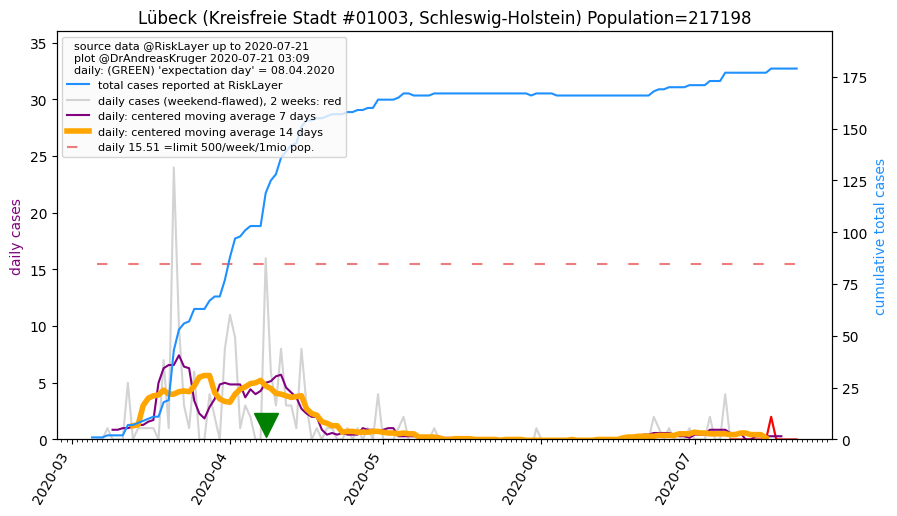 Lübeck (Kreisfreie Stadt #01003, Schleswig-Holstein) Population=217198
source data @RiskLayer up to 2020-07-21
plot @DrAndreasKruger 2020-07-21 03:09
daily: (GREEN) 'expectation day' = 08.04.2020
total cases reported at RiskLayer
daily cases (weekend-flawed), 2 weeks: red
daily: centered moving average 7 days
daily: centered moving average 14 days
daily 15.51 =limit 500/week/1mio pop.
daily cases
35
30
25
20
15
10
5
0
cumulative total cases
175
150
125
100
75
50
25
0
2020-03
2020-04
2020-05
2020-06
2020-07